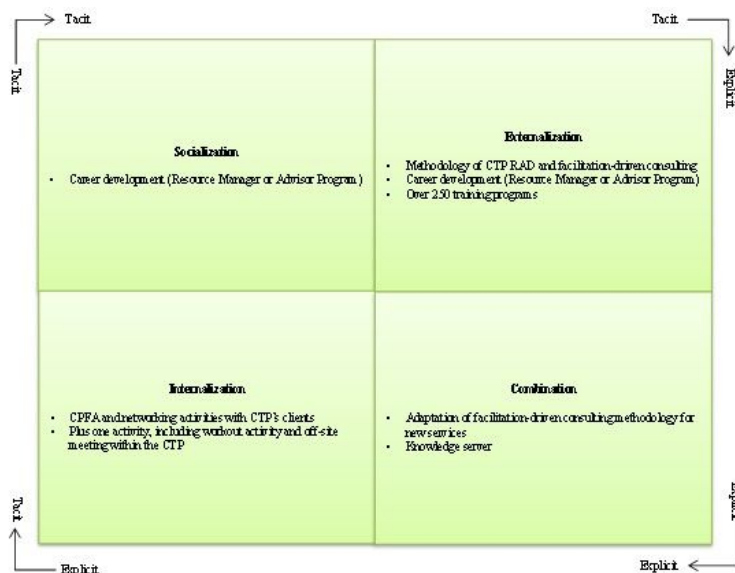 Tacit
Tacit
Tacit
Explicit
Socialization
• Career development (Resource Manager or Advisor Program)
Externalization
• Methodology of CTP RAD and facilitation-driven consulting
• Career development (Resource Manager or Advisor Program)
• Over 250 training programs
Internalization
• CPFA and networking activities with CTP's clients
• Plus one activity, including workout activity and off-site
meeting within the CTP
Combination
• Adaptation of facilitation-driven consulting methodology for
new services
• Knowledge server
Tacit
Explicit
Explicit
Explicit